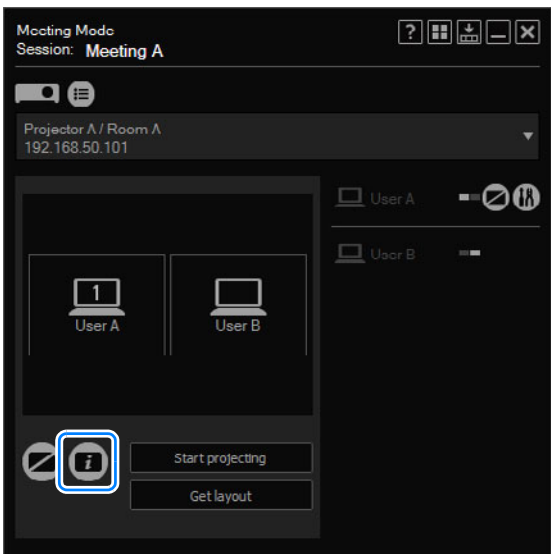 Meeting Mode
Session: Meeting A
?
Projector A / Room A
192.168.50.101
User A
User B
1
User A
User B
i
Start projecting
Get layout